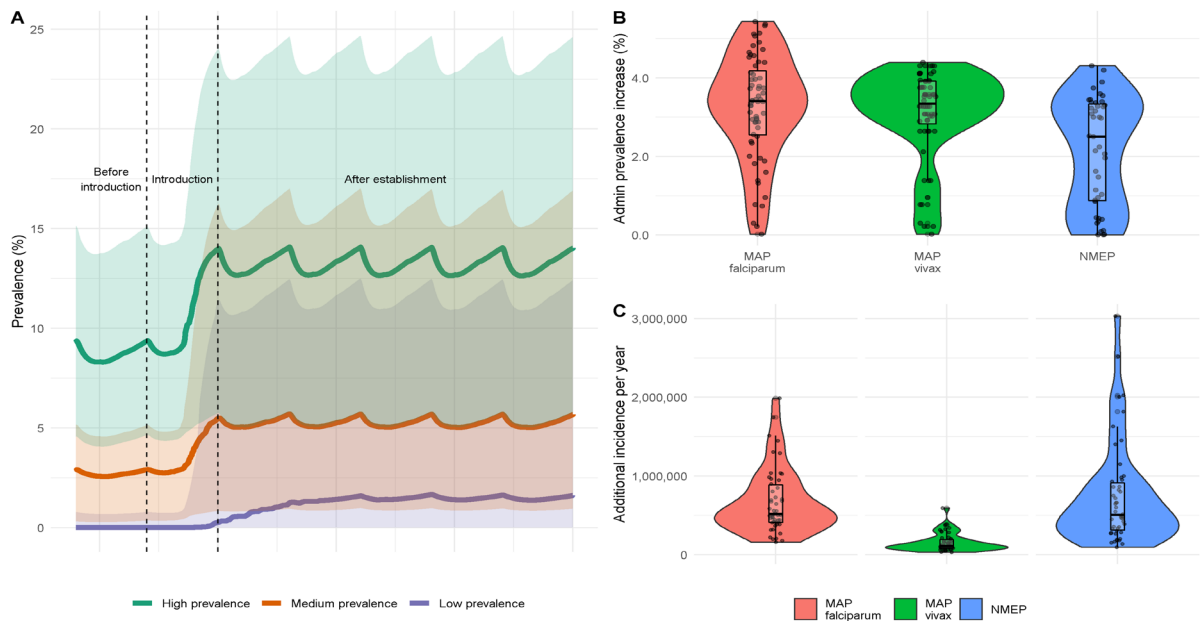 A
Prevalence (%)
25
20
15
10
5
0
Before
introduction
Introduction
After establishment
High prevalence
Medium prevalence
Low prevalence
B
Admin prevalence increase (%)
4.0
2.0
0.0
MAP
falciparum
MAP
vivax
NMEP
C
Additional incidence per year
3,000,000
2,000,000
1,000,000
0
MAP
falciparum
MAP
vivax
NMEP